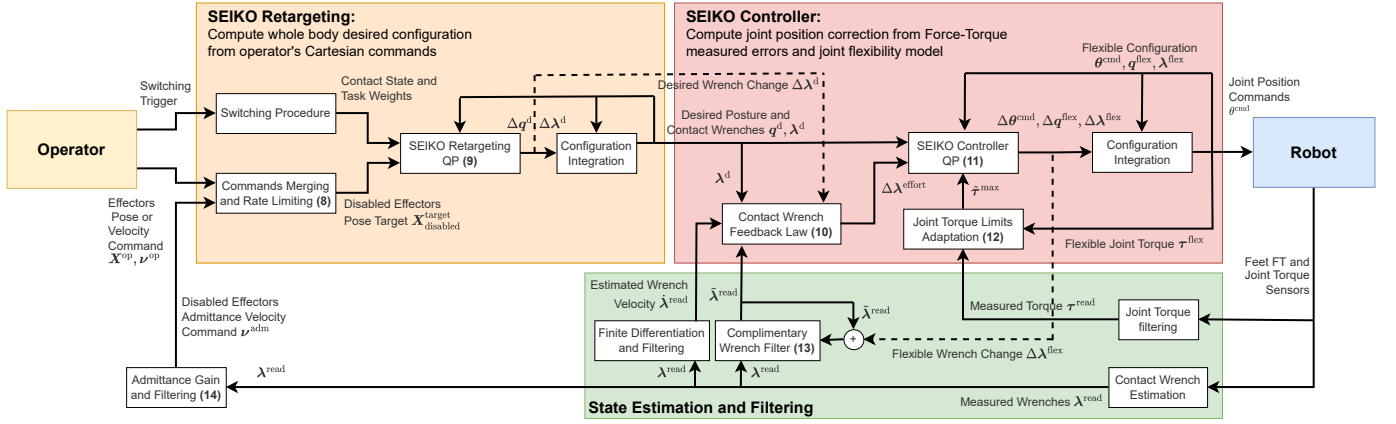 SEIKO Retargeting:
Compute whole body desired configuration
from operator's Cartesian commands
SEIKO Controller:
Compute joint position correction from Force-Torque
measured errors and joint flexibility model
Flexible Configuration
θ^cmd, q^flex, λ^flex
Joint Position
Commands
θ^cmd
Switching
Trigger
Contact State and
Task Weights
Desired Wrench Change Δλ^d
Switching Procedure
Δq^d, Δλ^d
Desired Posture and
Contact Wrenches q^d, λ^d
Δθ^cmd, Δq^flex, Δλ^flex
Operator
SEIKO Retargeting
QP (9)
Configuration
Integration
SEIKO Controller
QP (11)
Configuration
Integration
Robot
Commands Merging
and Rate Limiting (8)
λ^d
Δλ^effort
τ̃^max
Effectors
Pose or
Velocity
Command
X^op, ν^op
Disabled Effectors
Pose Target X^target_disabled
Contact Wrench
Feedback Law (10)
Joint Torque Limits
Adaptation (12)
Flexible Joint Torque τ^flex
Feet FT and
Joint Torque
Sensors
Estimated Wrench
Velocity λ̇^read
λ̃^read
λ̃^read
Measured Torque τ^read
Joint Torque
filtering
Disabled Effectors
Admittance Velocity
Command ν^adm
Finite Differentiation
and Filtering
Complimentary
Wrench Filter (13)
+
Flexible Wrench Change Δλ^flex
λ^read
λ^read
λ^read
Admittance Gain
and Filtering (14)
Contact Wrench
Estimation
Measured Wrenches λ^read
State Estimation and Filtering